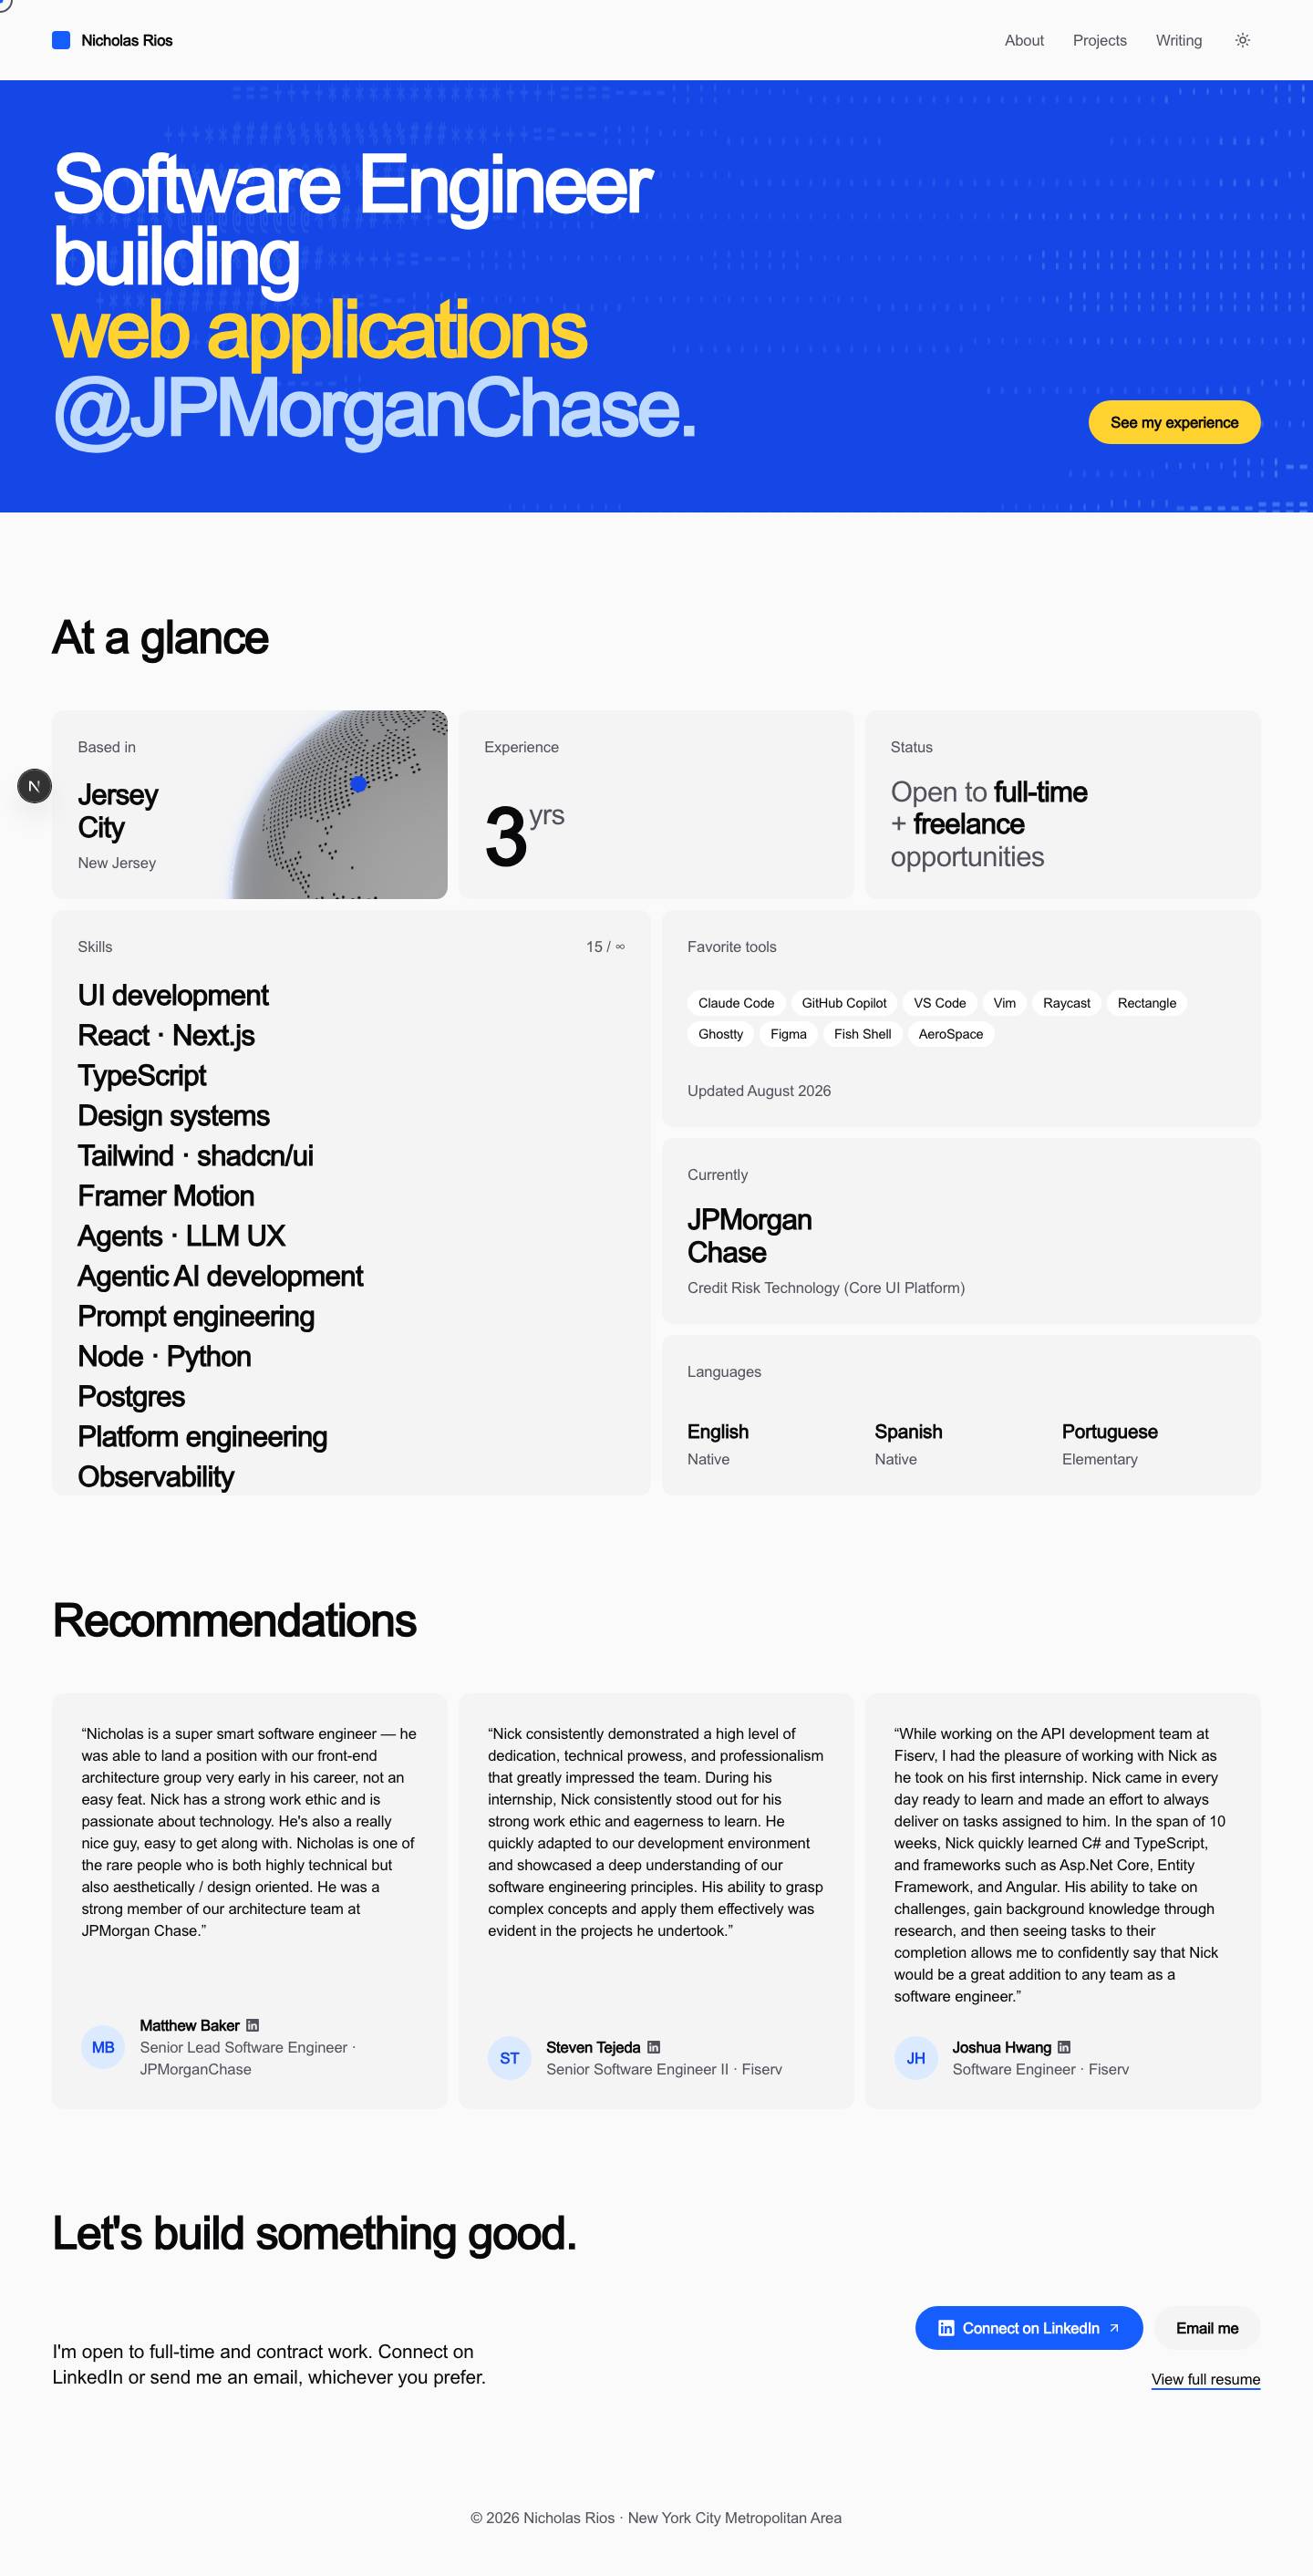 Nicholas Rios
About Projects Writing
Software Engineer
building
web applications
@JPMorganChase.
See my experience
At a glance
Based in
Jersey
City
New Jersey
Experience
3 yrs
Status
Open to full-time
+ freelance
opportunities
N
Skills 15 / ∞
UI development
React · Next.js
TypeScript
Design systems
Tailwind · shadcn/ui
Framer Motion
Agents · LLM UX
Agentic AI development
Prompt engineering
Node · Python
Postgres
Platform engineering
Observability
Favorite tools
Claude Code GitHub Copilot VS Code Vim Raycast Rectangle
Ghostty Figma Fish Shell AeroSpace
Updated August 2026
Currently
JPMorgan
Chase
Credit Risk Technology (Core UI Platform)
Languages
English Spanish Portuguese
Native Native Elementary
Recommendations
“Nicholas is a super smart software engineer — he
was able to land a position with our front-end
architecture group very early in his career, not an
easy feat. Nick has a strong work ethic and is
passionate about technology. He's also a really
nice guy, easy to get along with. Nicholas is one of
the rare people who is both highly technical but
also aesthetically / design oriented. He was a
strong member of our architecture team at
JPMorgan Chase.”
MB
Matthew Baker
Senior Lead Software Engineer ·
JPMorganChase
“Nick consistently demonstrated a high level of
dedication, technical prowess, and professionalism
that greatly impressed the team. During his
internship, Nick consistently stood out for his
strong work ethic and eagerness to learn. He
quickly adapted to our development environment
and showcased a deep understanding of our
software engineering principles. His ability to grasp
complex concepts and apply them effectively was
evident in the projects he undertook.”
ST
Steven Tejeda
Senior Software Engineer II · Fiserv
“While working on the API development team at
Fiserv, I had the pleasure of working with Nick as
he took on his first internship. Nick came in every
day ready to learn and made an effort to always
deliver on tasks assigned to him. In the span of 10
weeks, Nick quickly learned C# and TypeScript,
and frameworks such as Asp.Net Core, Entity
Framework, and Angular. His ability to take on
challenges, gain background knowledge through
research, and then seeing tasks to their
completion allows me to confidently say that Nick
would be a great addition to any team as a
software engineer.”
JH
Joshua Hwang
Software Engineer · Fiserv
Let's build something good.
I'm open to full-time and contract work. Connect on
LinkedIn or send me an email, whichever you prefer.
Connect on LinkedIn Email me
View full resume
© 2026 Nicholas Rios · New York City Metropolitan Area